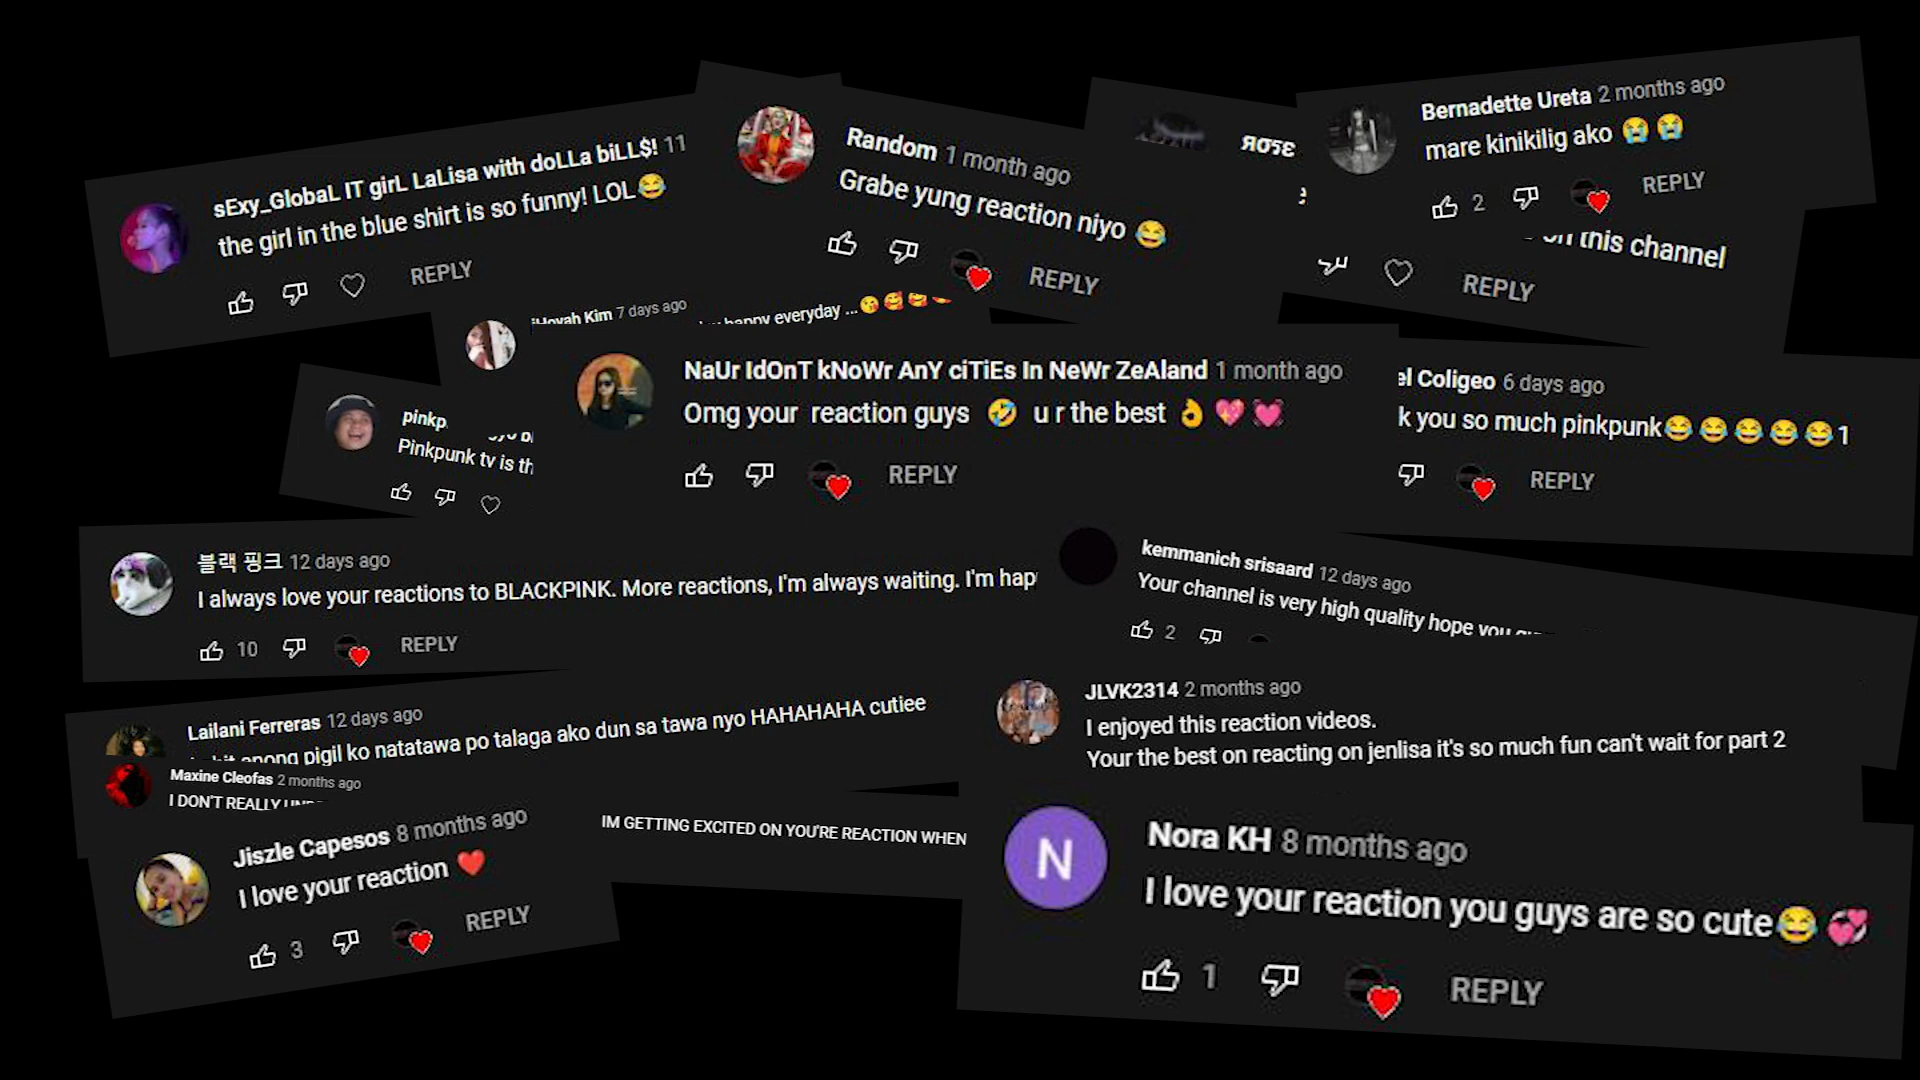 sExy_GlobaL IT girL LaLisa with doLLa biLL$! 11
the girl in the blue shirt is so funny! LOL😂
REPLY
Random 1 month ago
Grabe yung reaction niyo 😂
REPLY
Bernadette Ureta 2 months ago
mare kinikilig ako 😭 😭
2 REPLY
this channel
REPLY
Kim 7 days ago
happy everyday ...😘 🥰 🥰
NaUr IdOnT kNoWr AnY ciTiEs In NeWr ZeAland 1 month ago
Omg your reaction guys 🤣 u r the best 👌 💖 💓
REPLY
Coligeo 6 days ago
you so much pinkpunk😂 😂 😂 😂 😂 1
REPLY
Pinkpunk tv is
블랙 핑크 12 days ago
I always love your reactions to BLACKPINK. More reactions, I'm always waiting. I'm
10 REPLY
kemmanich srisaard 12 days ago
Your channel is very high quality hope you
2
Lailani Ferreras 12 days ago
anong pigil ko natatawa po talaga ako dun sa tawa nyo HAHAHAHA cutiee
JLVK2314 2 months ago
I enjoyed this reaction videos.
Your the best on reacting on jenlisa it's so much fun can't wait for part 2
Maxine Cleofas 2 months ago
I DON'T REALLY
IM GETTING EXCITED ON YOU'RE REACTION WHEN
Jiszle Capesos 8 months ago
I love your reaction ❤️
3 REPLY
N
Nora KH 8 months ago
I love your reaction you guys are so cute😂 💞
1 REPLY